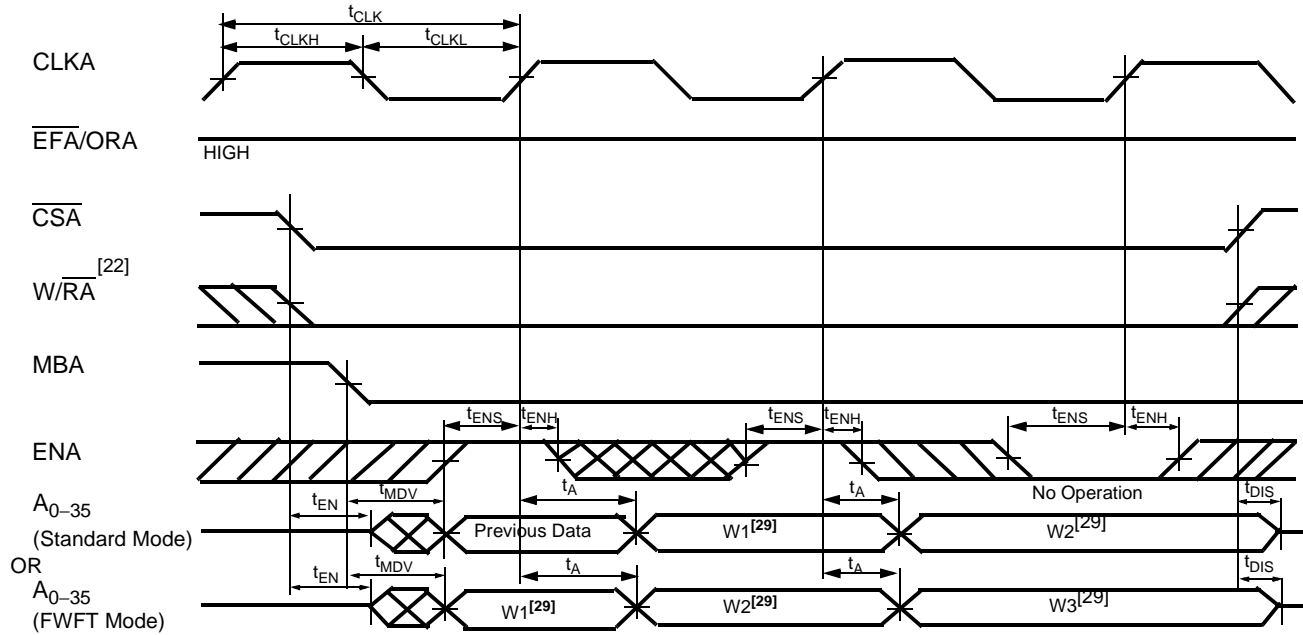 tCLK
tCLKH tCLKL
CLKA
EFA/ORA
HIGH
CSA
W/RA[22]
MBA
tENS tENH tENS tENH tENS tENH
ENA
No Operation
tEN tMDV tA tA tDIS
A0–35
(Standard Mode)
Previous Data W1[29] W2[29]
OR
tEN tMDV tA tA tDIS
A0–35
(FWFT Mode)
W1[29] W2[29] W3[29]